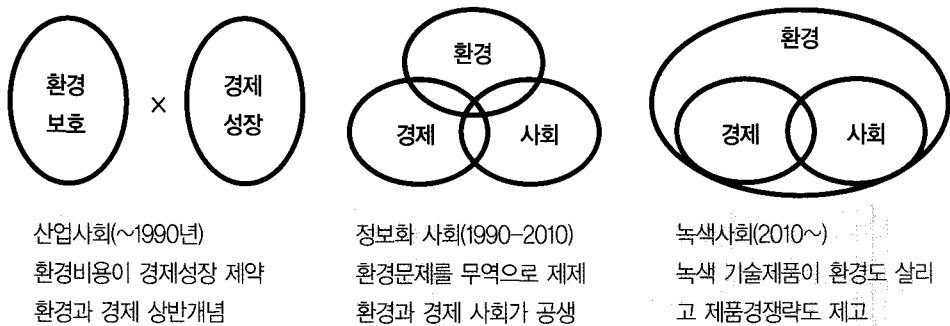 환경
보호
×
경제
성장
환경
경제
사회
환경
경제
사회
산업사회(~1990년)
환경비용이 경제성장 제약
환경과 경제 상반개념
정보화 사회(1990-2010)
환경문제를 무역으로 제제
환경과 경제 사회가 공생
녹색사회(2010~)
녹색 기술제품이 환경도 살리
고 제품경쟁략도 제고